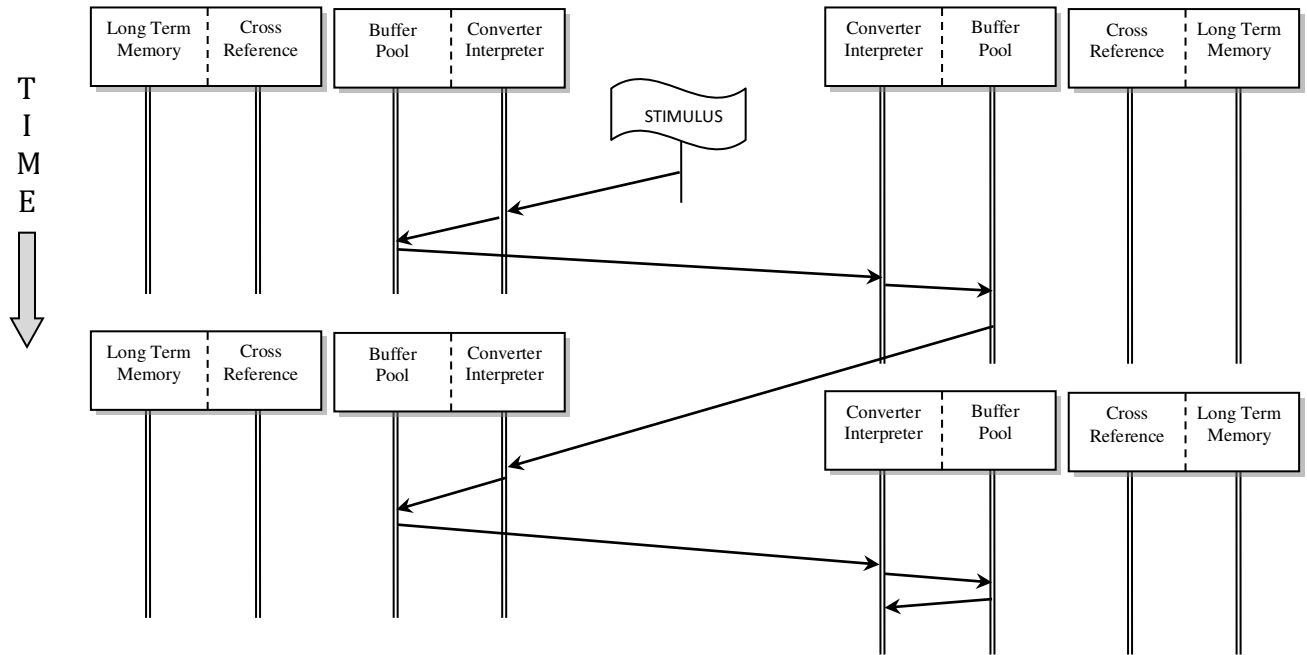 Long Term
Memory
Cross
Reference
Buffer
Pool
Converter
Interpreter
Converter
Interpreter
Buffer
Pool
Cross
Reference
Long Term
Memory
T
I
M
E
STIMULUS
Long Term
Memory
Cross
Reference
Buffer
Pool
Converter
Interpreter
Converter
Interpreter
Buffer
Pool
Cross
Reference
Long Term
Memory